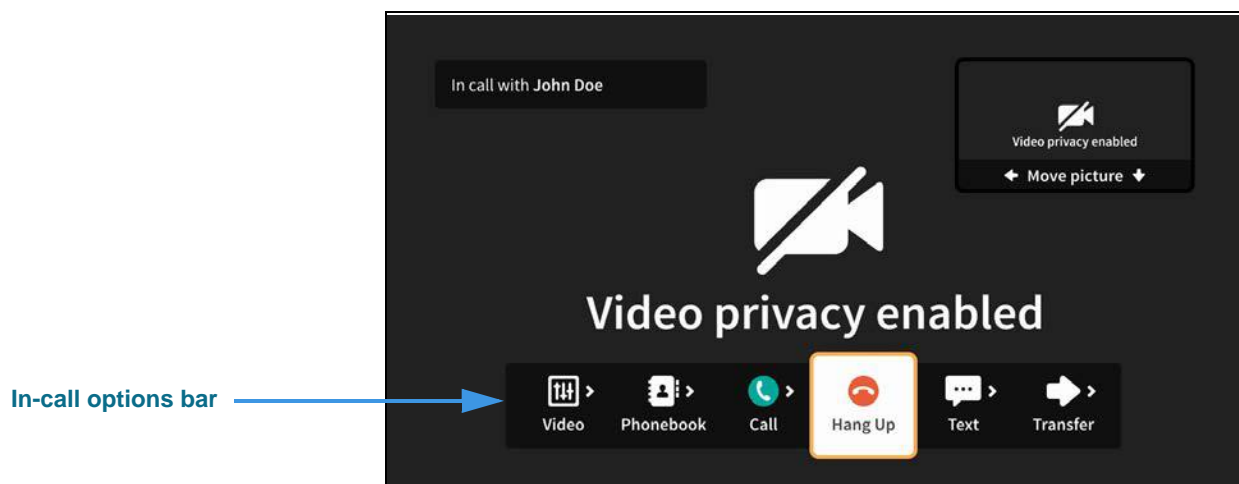 In call with John Doe
Video privacy enabled
Move picture
Video privacy enabled
In-call options bar
Video
Phonebook
Call
Hang Up
Text
Transfer